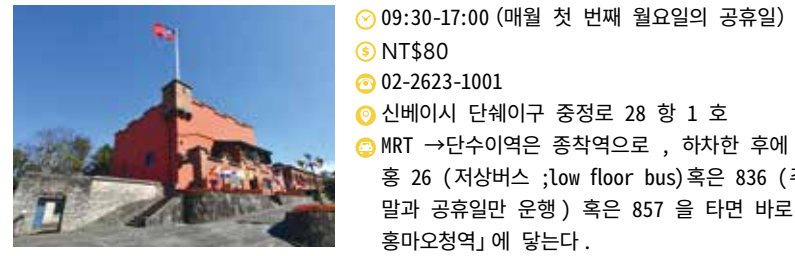 09:30-17:00 (매월 첫 번째 월요일의 공휴일)
NT$80
02-2623-1001
신베이시 단쉐이구 중정로 28 항 1 호
MRT →단수이역은 종착역으로 , 하차한 후에
홍 26 (저상버스 ;low floor bus)혹은 836 (
말과 공휴일만 운행 ) 혹은 857 을 타면 바로
홍마오청역」에 닿는다 .